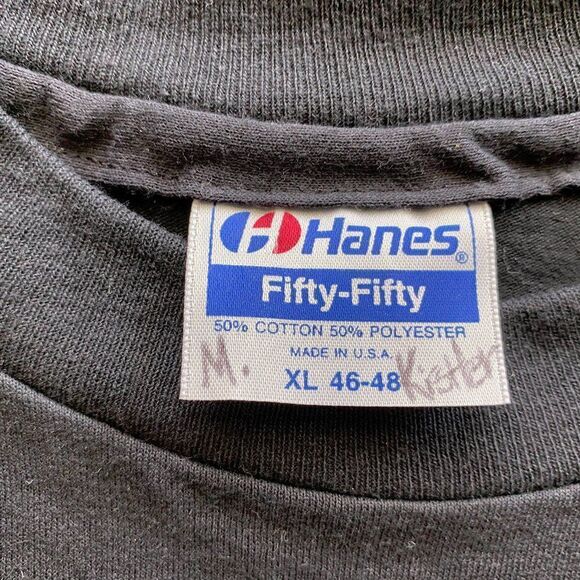 Hanes®
Fifty-Fifty
50% COTTON 50% POLYESTER
MADE IN U.S.A.
M. XL 46-48